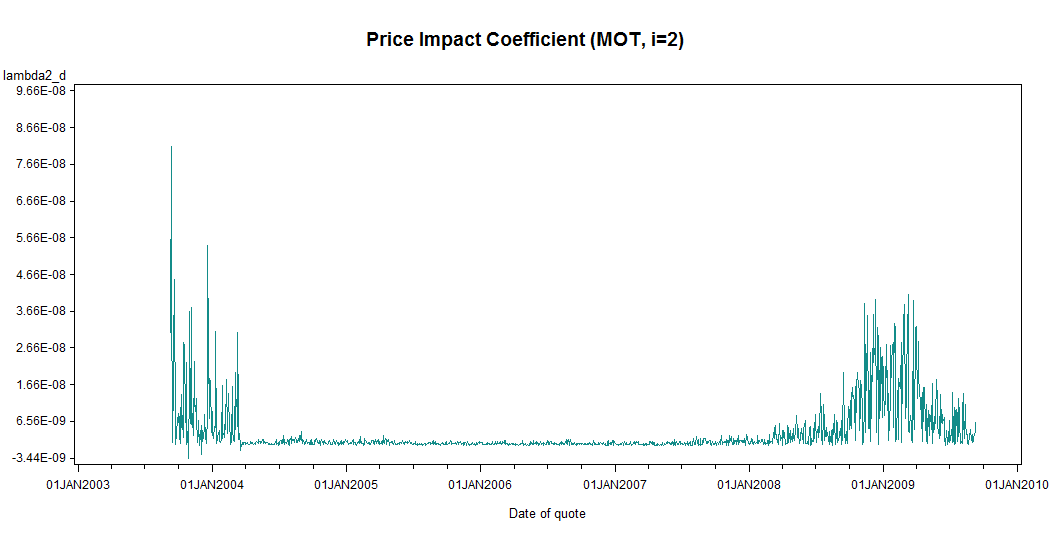 Price Impact Coefficient (MOT, i=2)
lambda2_d
9.66E-08
8.66E-08
7.66E-08
6.66E-08
5.66E-08
4.66E-08
3.66E-08
2.66E-08
1.66E-08
6.56E-09
-3.44E-09
01JAN2003 01JAN2004 01JAN2005 01JAN2006 01JAN2007 01JAN2008 01JAN2009 01JAN2010
Date of quote